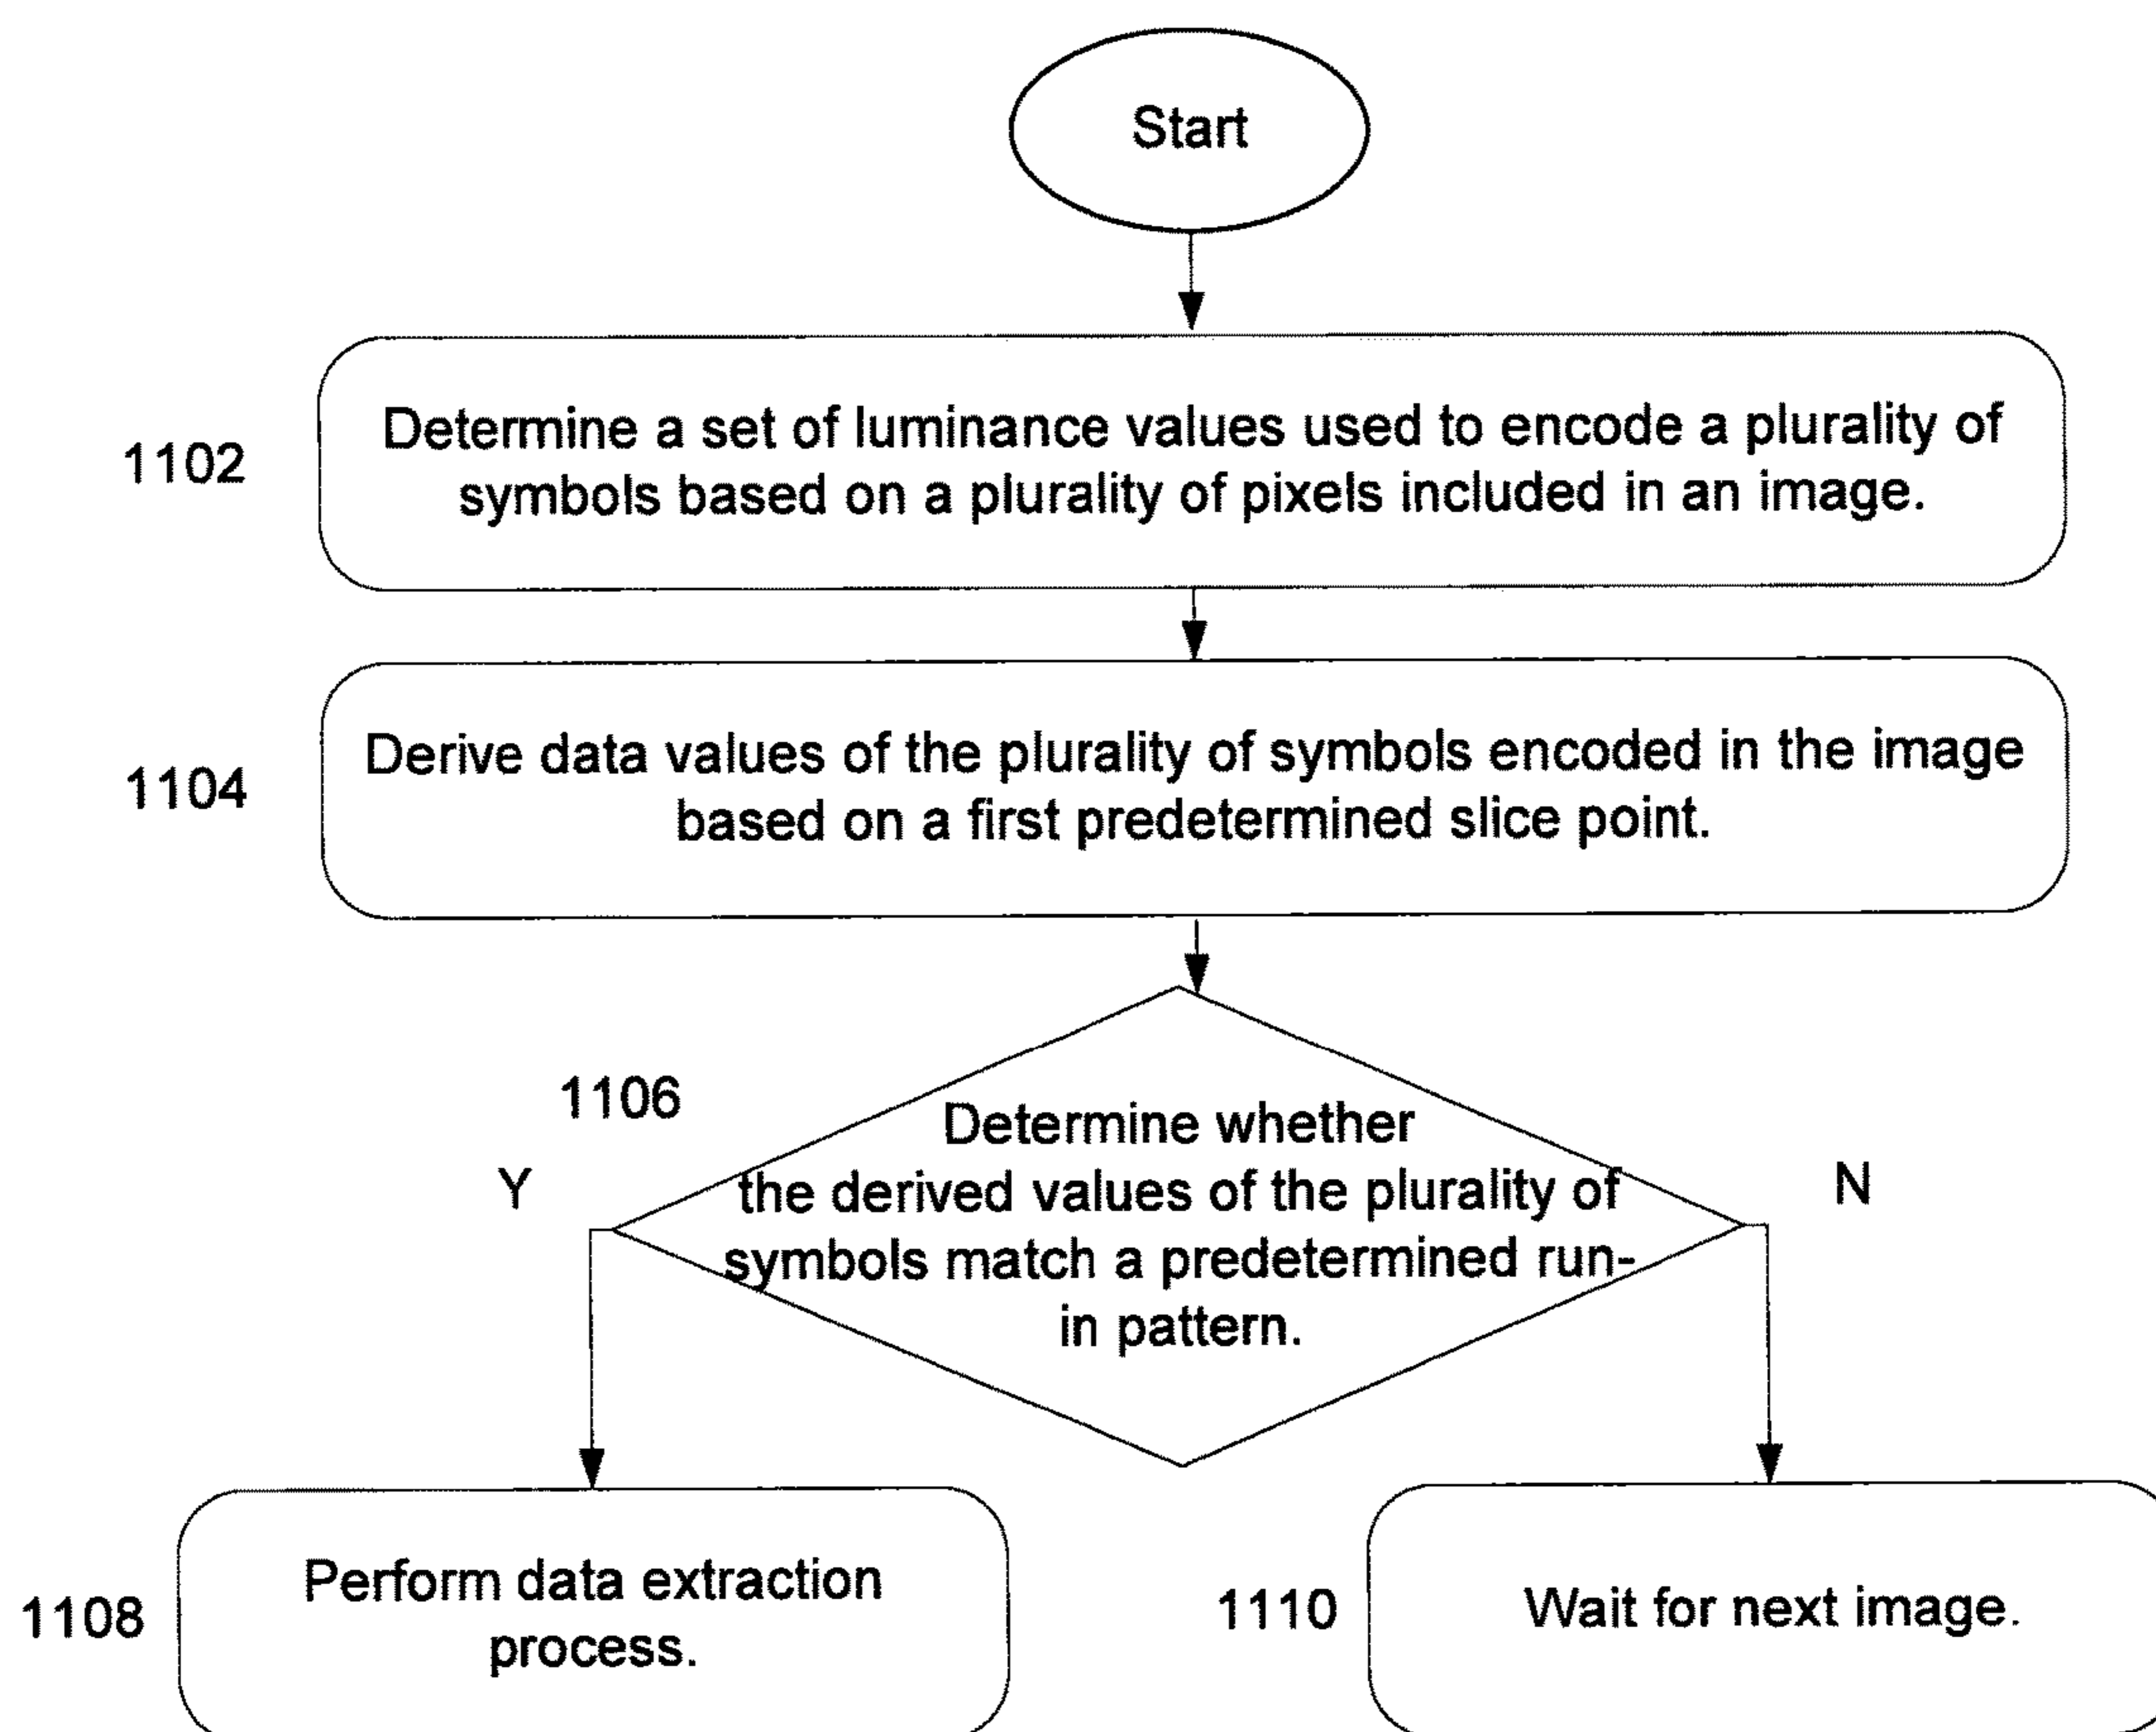 Start
1102
Determine a set of luminance values used to encode a plurality of
symbols based on a plurality of pixels included in an image.
1104
Derive data values of the plurality of symbols encoded in the image
based on a first predetermined slice point.
1106
Determine whether
Y
the derived values of the plurality of
N
symbols match a predetermined run-
in pattern.
1108
Perform data extraction
process.
1110
Wait for next image.